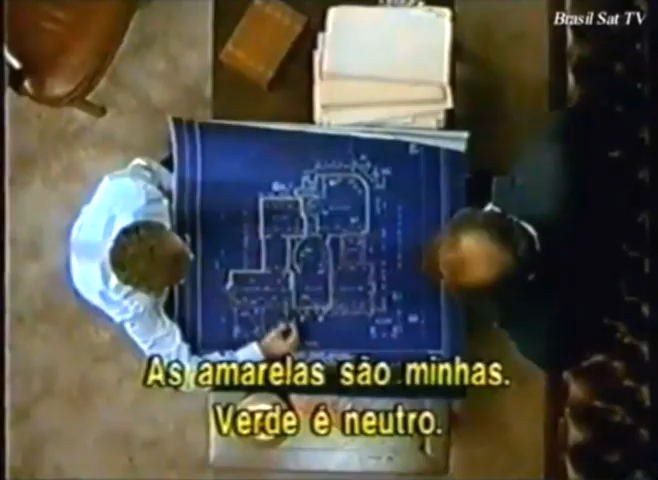 Brasil Sat TV
As amarelas são minhas.
Verde é neutro.